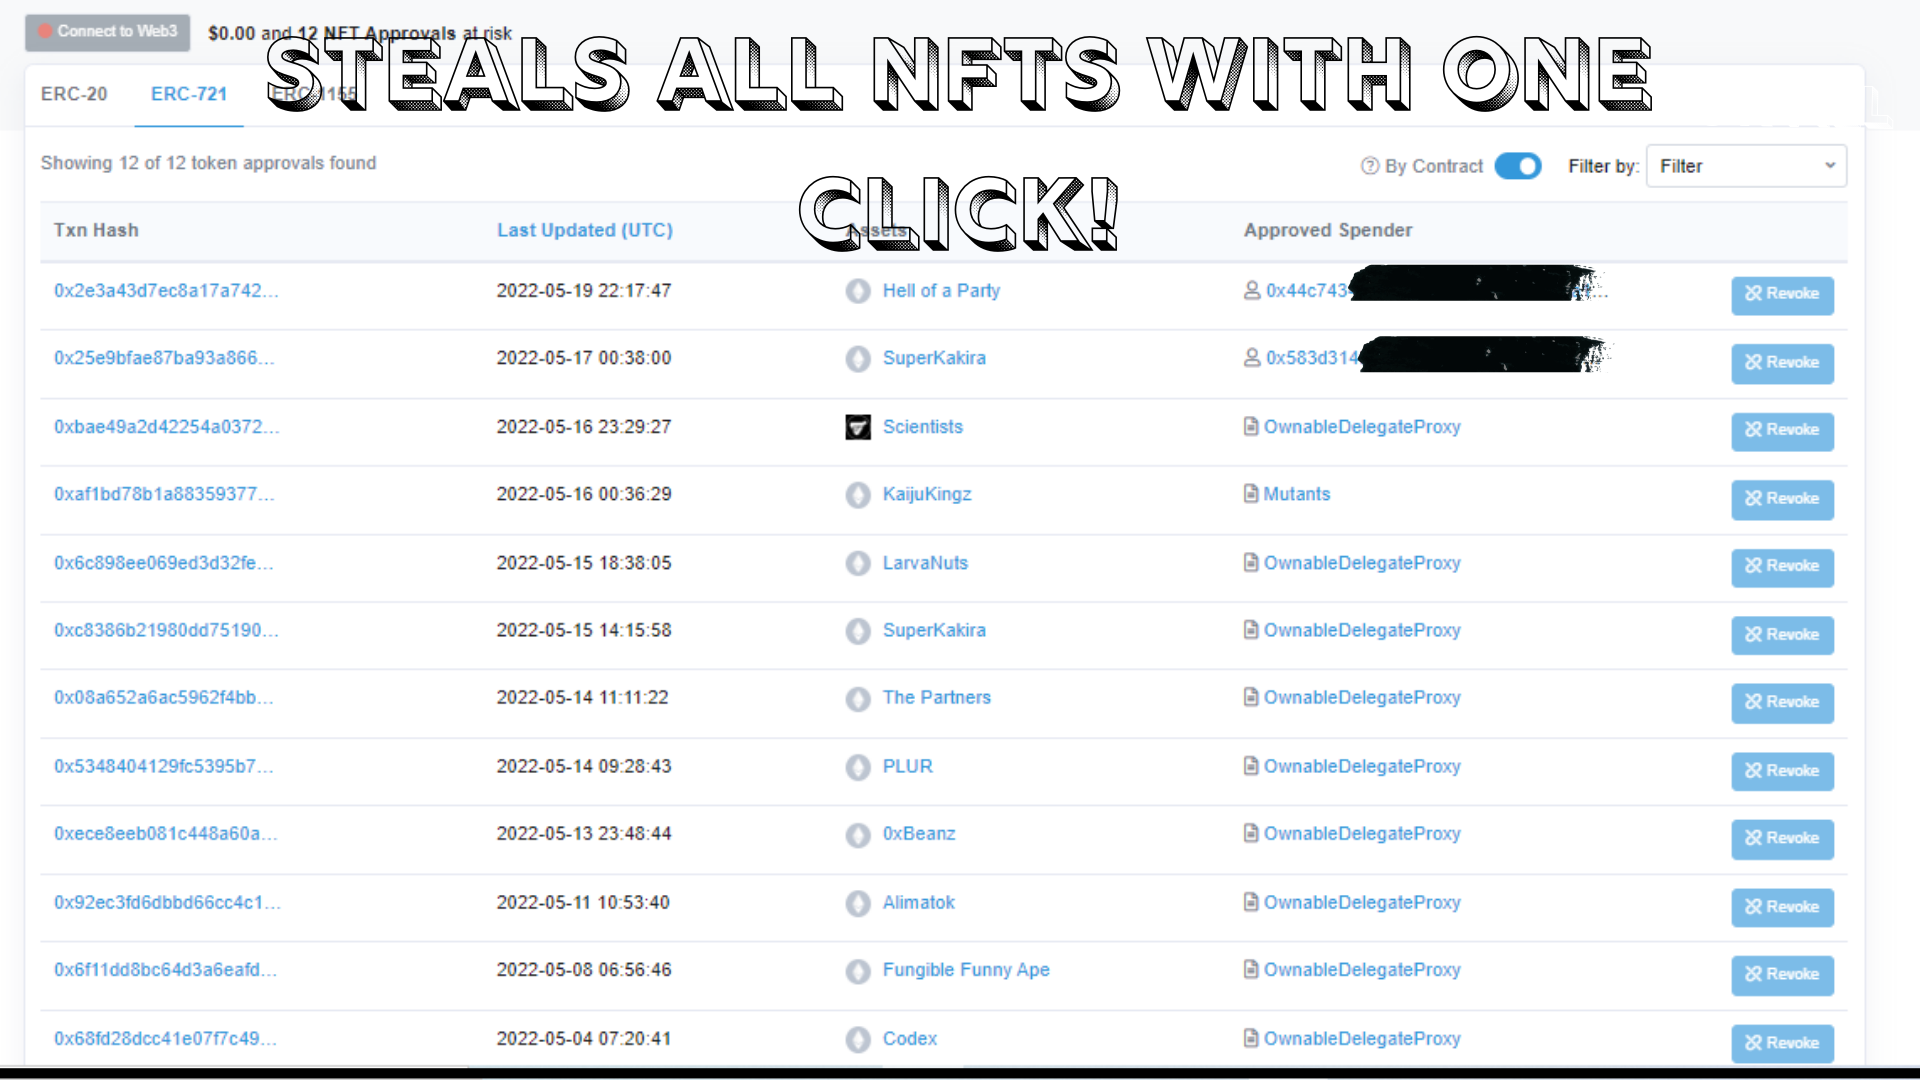 Connect to Web3 $0.00 and 12 NFT Approvals at risk
STEALS ALL NFTS WITH ONE
ERC-20 ERC-721 ERC-1155
Showing 12 of 12 token approvals found
By Contract Filter by: Filter
CLICK!
Txn Hash Last Updated (UTC) Assets Approved Spender
0x2e3a43d7ec8a17a742... 2022-05-19 22:17:47 Hell of a Party 0x44c743 ... Revoke
0x25e9bfae87ba93a866... 2022-05-17 00:38:00 SuperKakira 0x583d314 Revoke
0xbae49a2d42254a0372... 2022-05-16 23:29:27 Scientists OwnableDelegateProxy Revoke
0xaf1bd78b1a88359377... 2022-05-16 00:36:29 KaijuKingz Mutants Revoke
0x6c898ee069ed3d32fe... 2022-05-15 18:38:05 LarvaNuts OwnableDelegateProxy Revoke
0xc8386b21980dd75190... 2022-05-15 14:15:58 SuperKakira OwnableDelegateProxy Revoke
0x08a652a6ac5962f4bb... 2022-05-14 11:11:22 The Partners OwnableDelegateProxy Revoke
0x5348404129fc5395b7... 2022-05-14 09:28:43 PLUR OwnableDelegateProxy Revoke
0xece8eeb081c448a60a... 2022-05-13 23:48:44 0xBeanz OwnableDelegateProxy Revoke
0x92ec3fd6dbbd66cc4c1... 2022-05-11 10:53:40 Alimatok OwnableDelegateProxy Revoke
0x6f11dd8bc64d3a6eafd... 2022-05-08 06:56:46 Fungible Funny Ape OwnableDelegateProxy Revoke
0x68fd28dcc41e07f7c49... 2022-05-04 07:20:41 Codex OwnableDelegateProxy Revoke